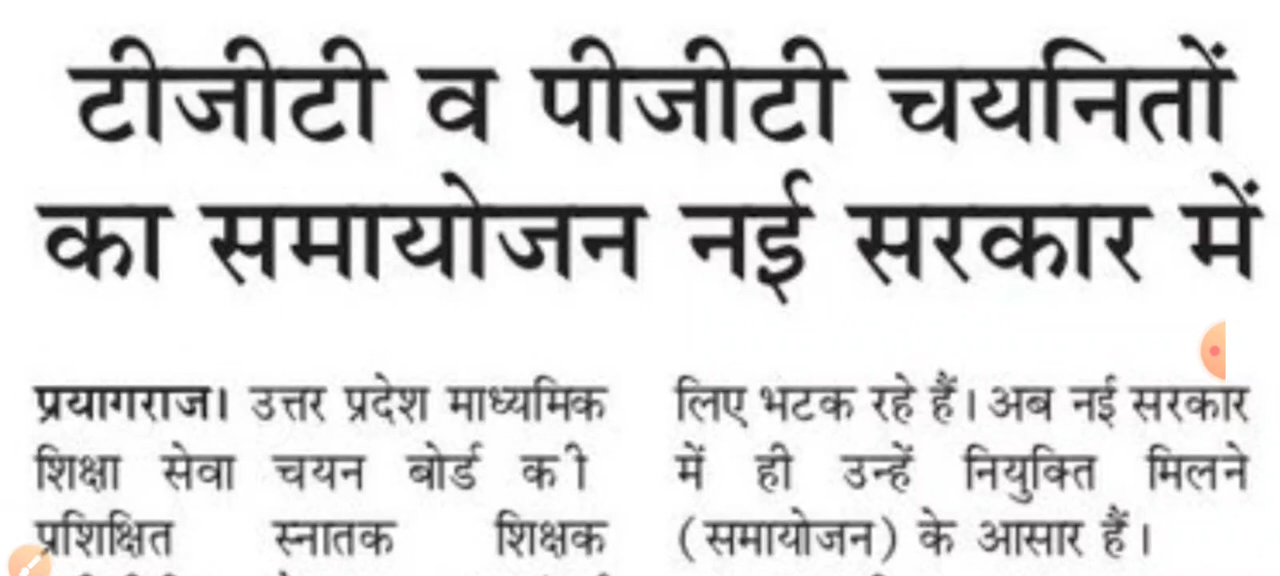 टीजीटी व पीजीटी चयनितों
का समायोजन नई सरकार में
प्रयागराज। उत्तर प्रदेश माध्यमिक
शिक्षा सेवा चयन बोर्ड की
प्रशिक्षित स्नातक शिक्षक
लिए भटक रहे हैं। अब नई सरकार
में ही उन्हें नियुक्ति मिलने
(समायोजन) के आसार हैं।